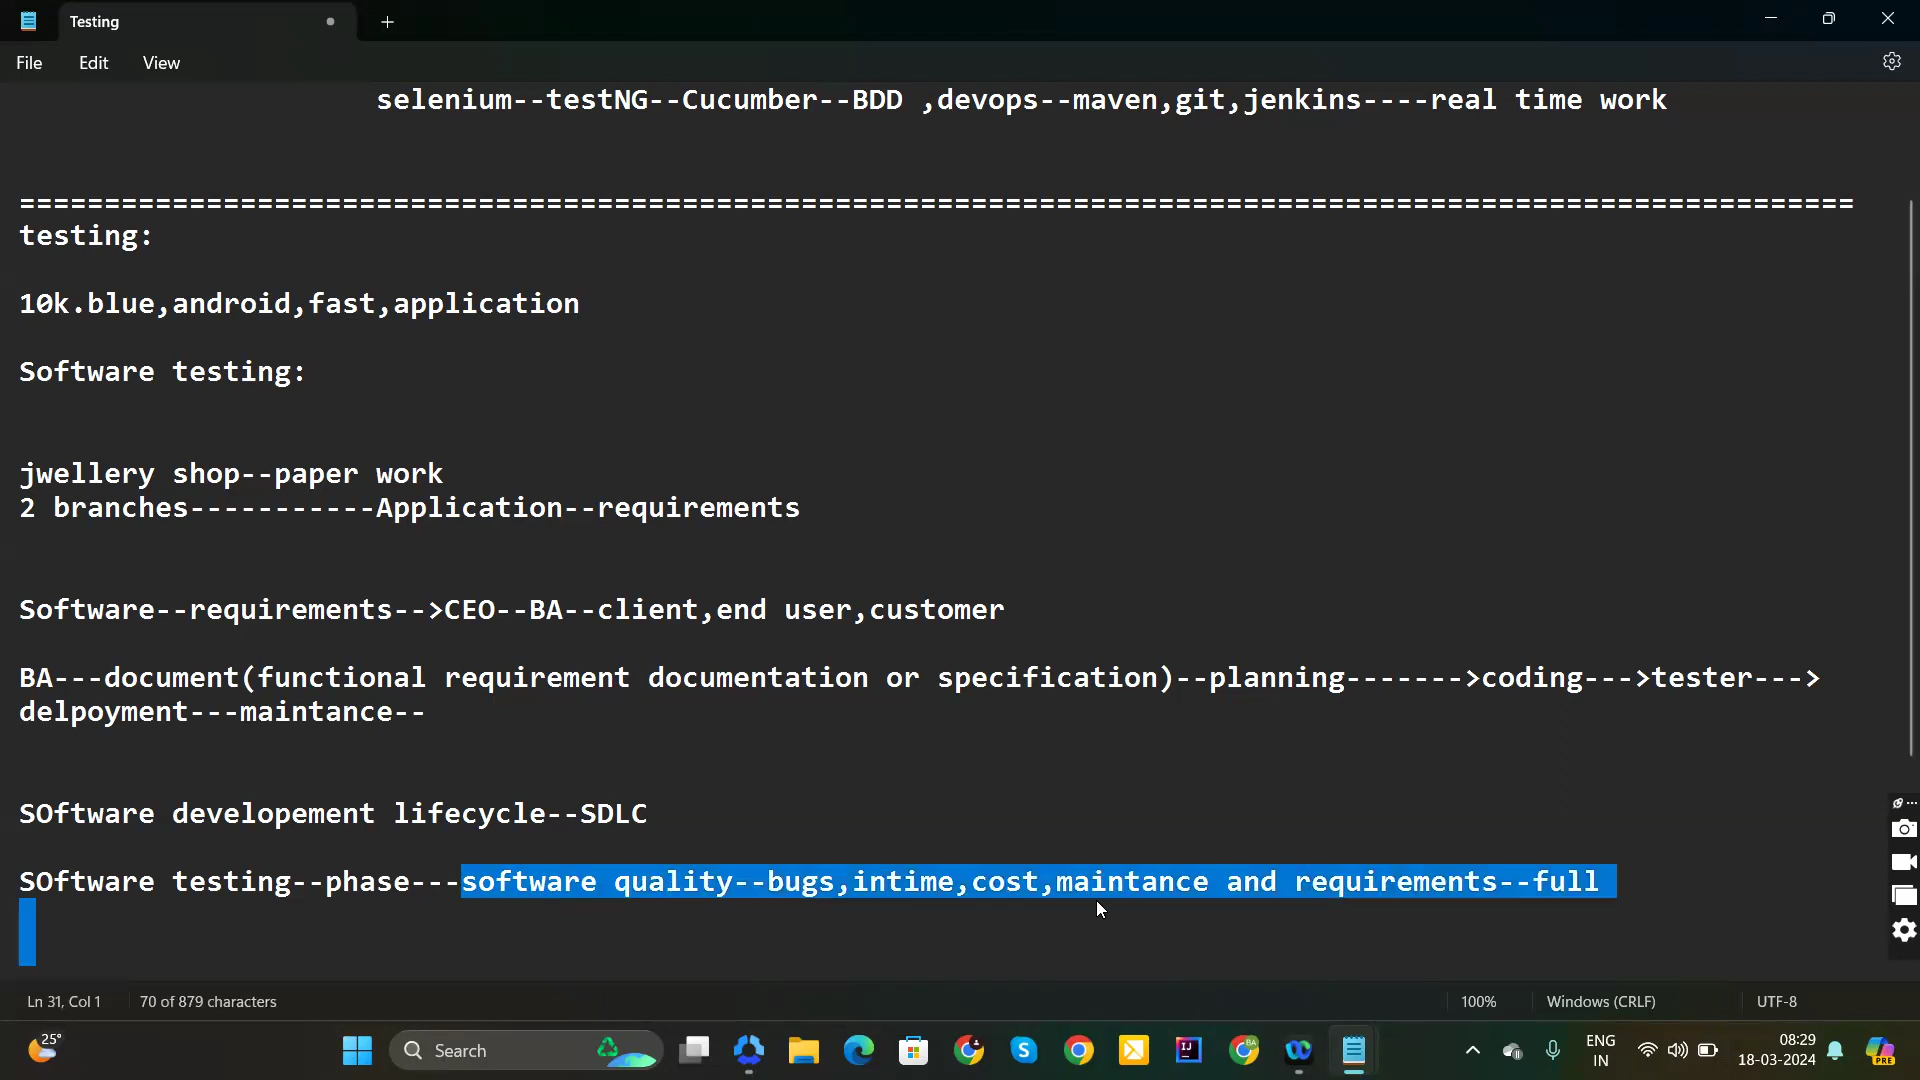 Testing
File Edit View
selenium--testNG--Cucumber--BDD ,devops--maven,git,jenkins----real time work
============================================================================================================
testing:
10k.blue,android,fast,application
Software testing:
jwellery shop--paper work
2 branches-----------Application--requirements
Software--requirements-->CEO--BA--client,end user,customer
BA---document(functional requirement documentation or specification)--planning------->coding--->tester--->
delpoyment---maintance--
SOftware developement lifecycle--SDLC
SOftware testing--phase---software quality--bugs,intime,cost,maintance and requirements--full
Ln 31, Col 1 70 of 879 characters 100% Windows (CRLF) UTF-8
25° Search ENG IN 08:29 18-03-2024 PRE